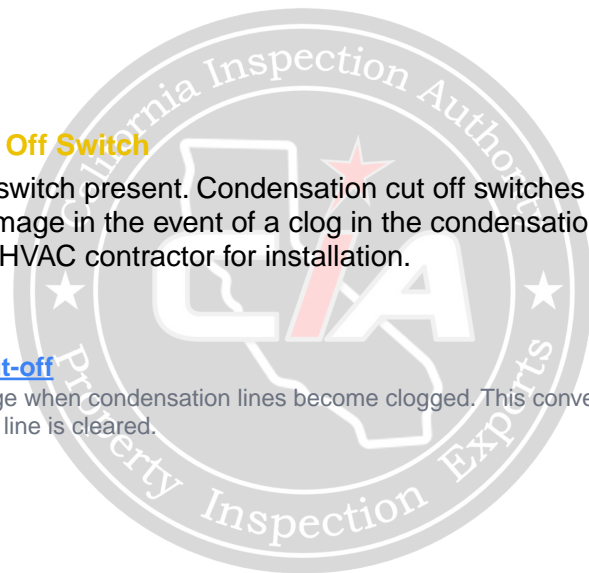 California Inspection Authority
Off Switch
switch present. Condensation cut off switches
mage in the event of a clog in the condensatio
HVAC contractor for installation.
CIA
t-off
ge when condensation lines become clogged. This conve
line is cleared.
Property Inspection Experts